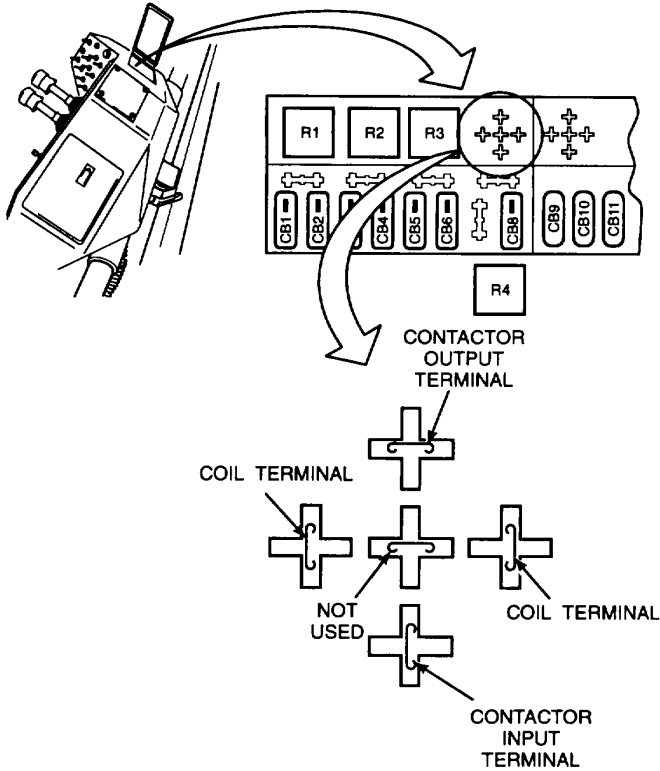 R1 R2 R3
CB1 CB2 CB4 CB5 CB6 CB8 CB9 CB10 CB11
R4
CONTACTOR
OUTPUT
TERMINAL
COIL TERMINAL
NOT
USED
COIL TERMINAL
CONTACTOR
INPUT
TERMINAL